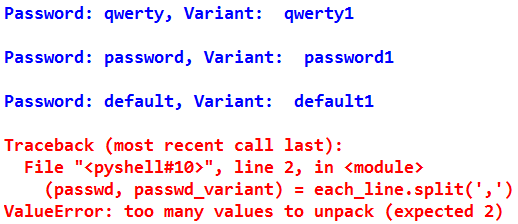 Password: qwerty, Variant:  qwerty1
Password: password, Variant:  password1
Password: default, Variant:  default1
Traceback (most recent call last):
  File "<pyshell#10>", line 2, in <module>
    (passwd, passwd_variant) = each_line.split(',')
ValueError: too many values to unpack (expected 2)